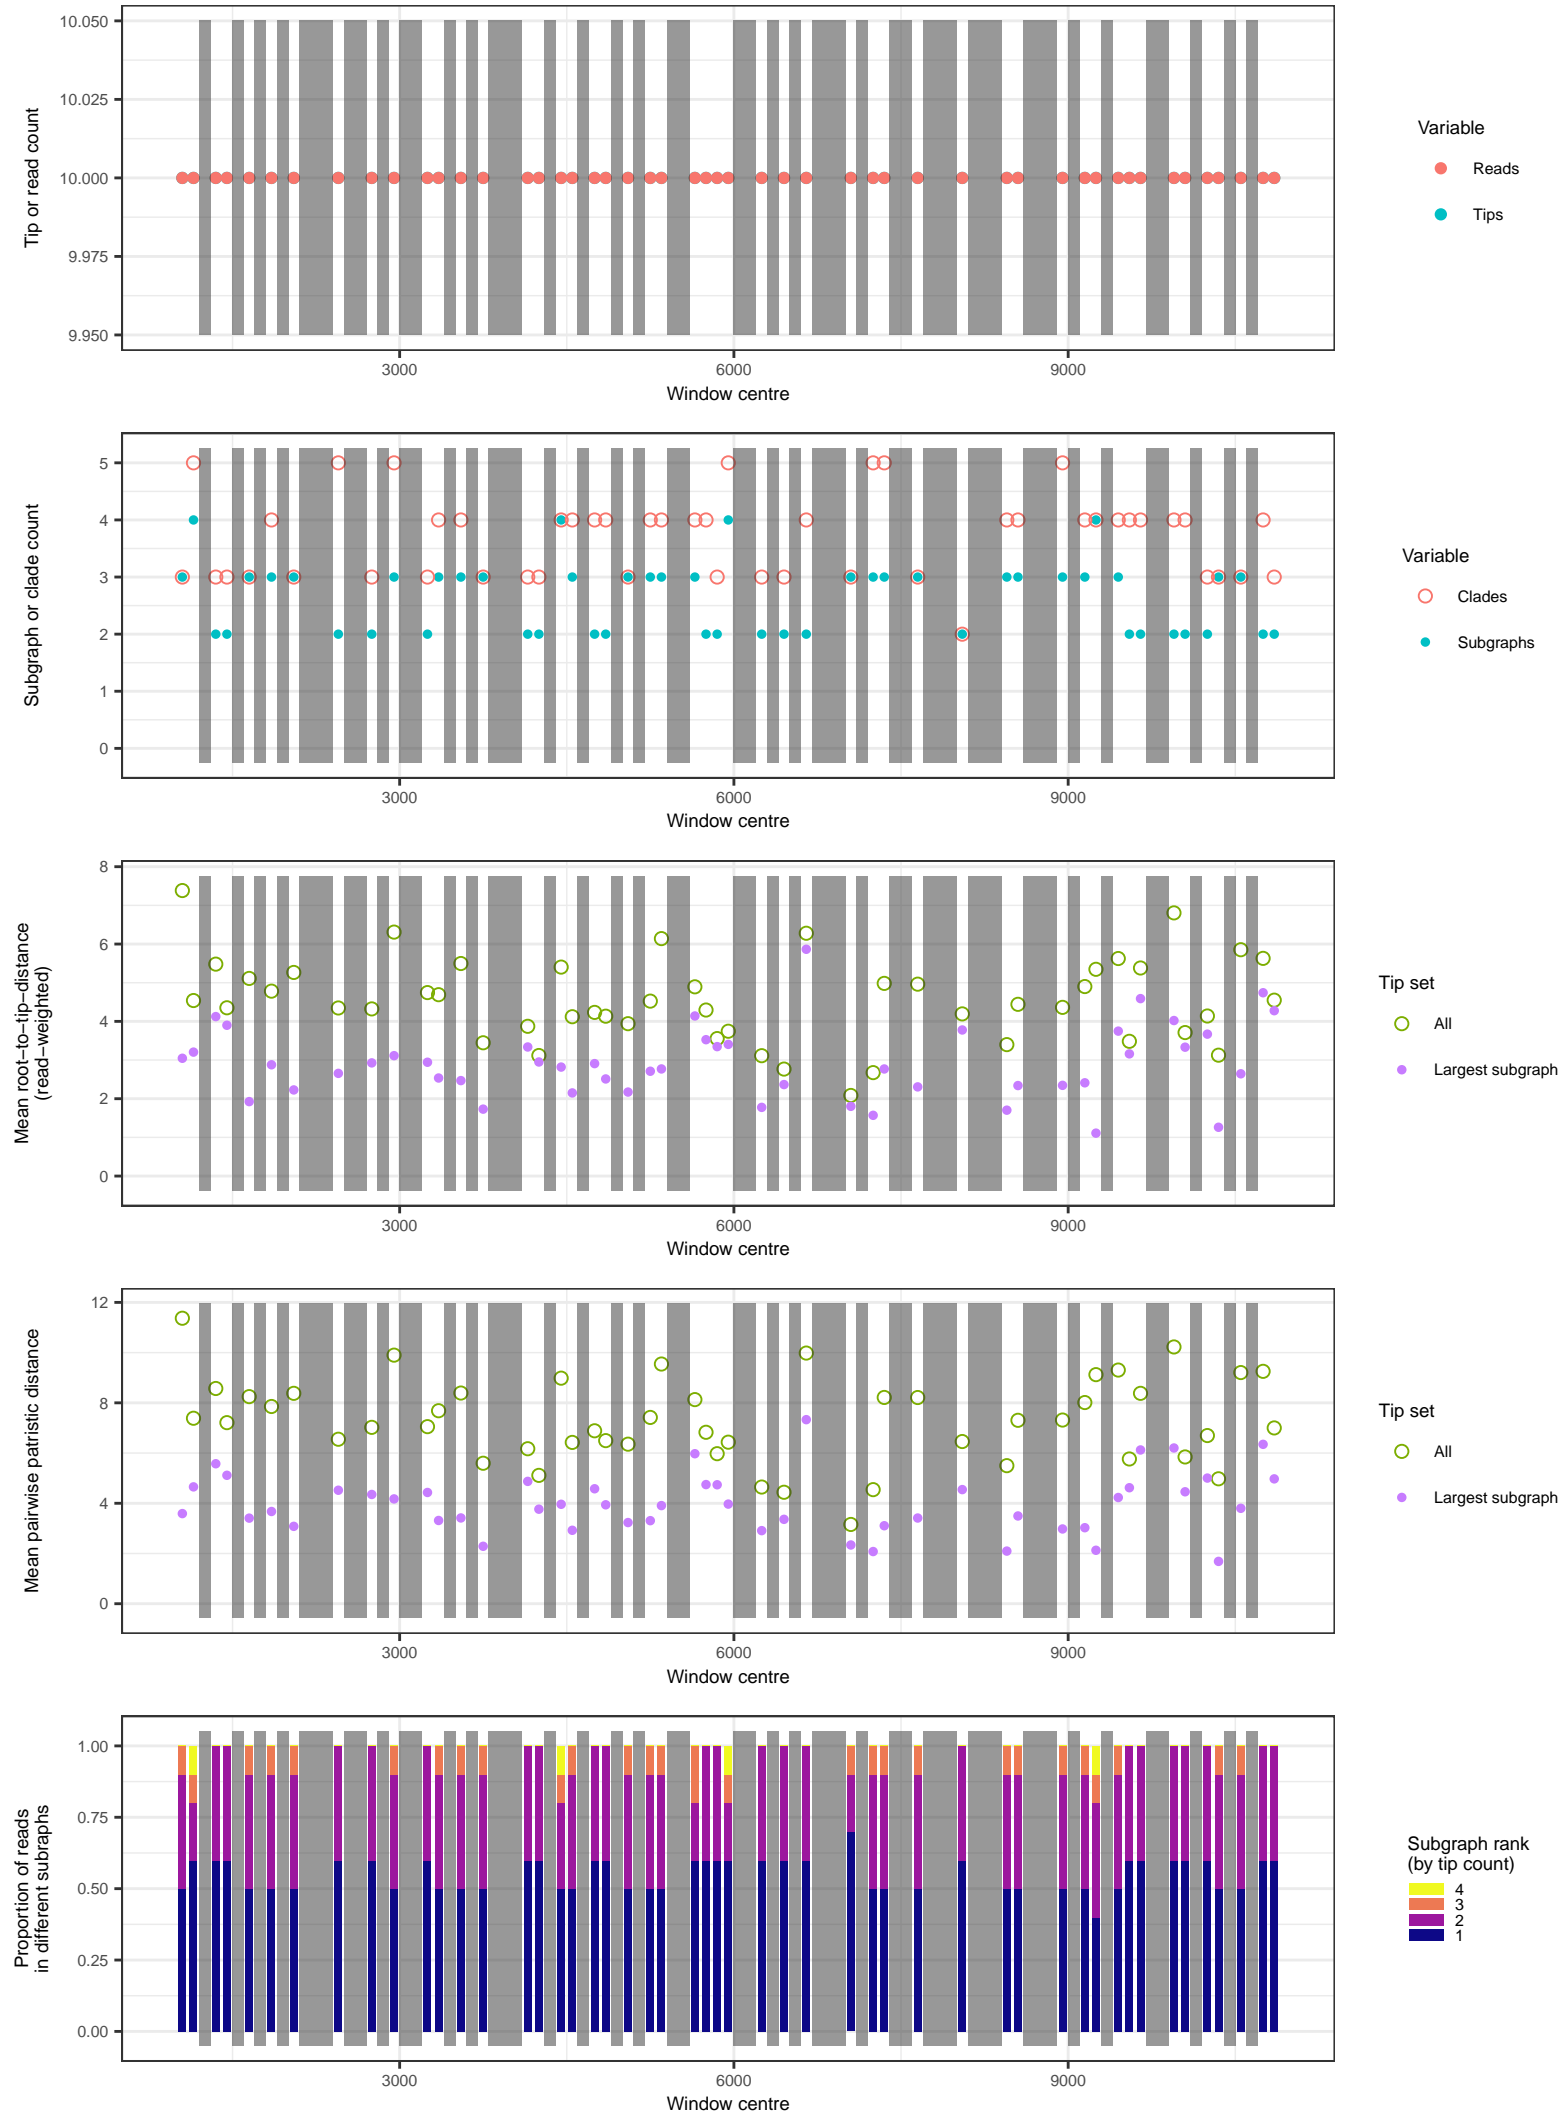 10.050
10.025
10.000
9.975
9.950
Tip or read count
3000
6000
9000
Window centre
Variable
Reads
Tips
5
4
3
2
1
0
Subgraph or clade count
3000
6000
9000
Window centre
Variable
Clades
Subgraphs
8
6
4
2
0
Mean root−to−tip−distance
(read−weighted)
3000
6000
9000
Window centre
Tip set
All
Largest subgraph
12
8
4
0
Mean pairwise patristic distance
3000
6000
9000
Window centre
Tip set
All
Largest subgraph
1.00
0.75
0.50
0.25
0.00
Proportion of reads
in different subraphs
3000
6000
9000
Window centre
Subgraph rank
(by tip count)
4
3
2
1